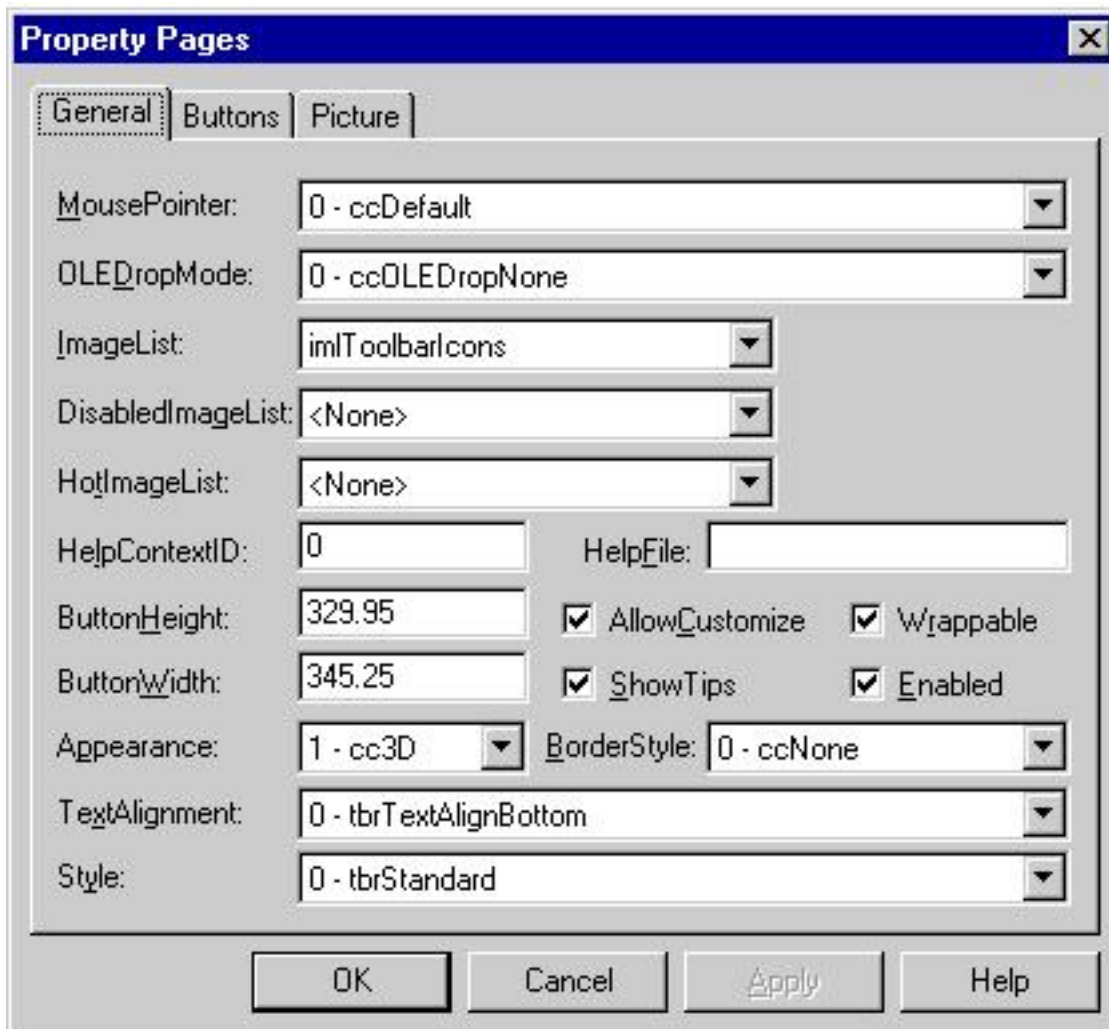 Property Pages
General Buttons Picture
MousePointer: 0 - ccDefault
OLEDropMode: 0 - ccOLEDropNone
ImageList: imlToolbarIcons
DisabledImageList: <None>
HotImageList: <None>
HelpContextID: 0 HelpFile:
ButtonHeight: 329.95 AllowCustomize Wrappable
ButtonWidth: 345.25 ShowTips Enabled
Appearance: 1 - cc3D BorderStyle: 0 - ccNone
TextAlignment: 0 - tbrTextAlignBottom
Style: 0 - tbrStandard
OK Cancel Apply Help